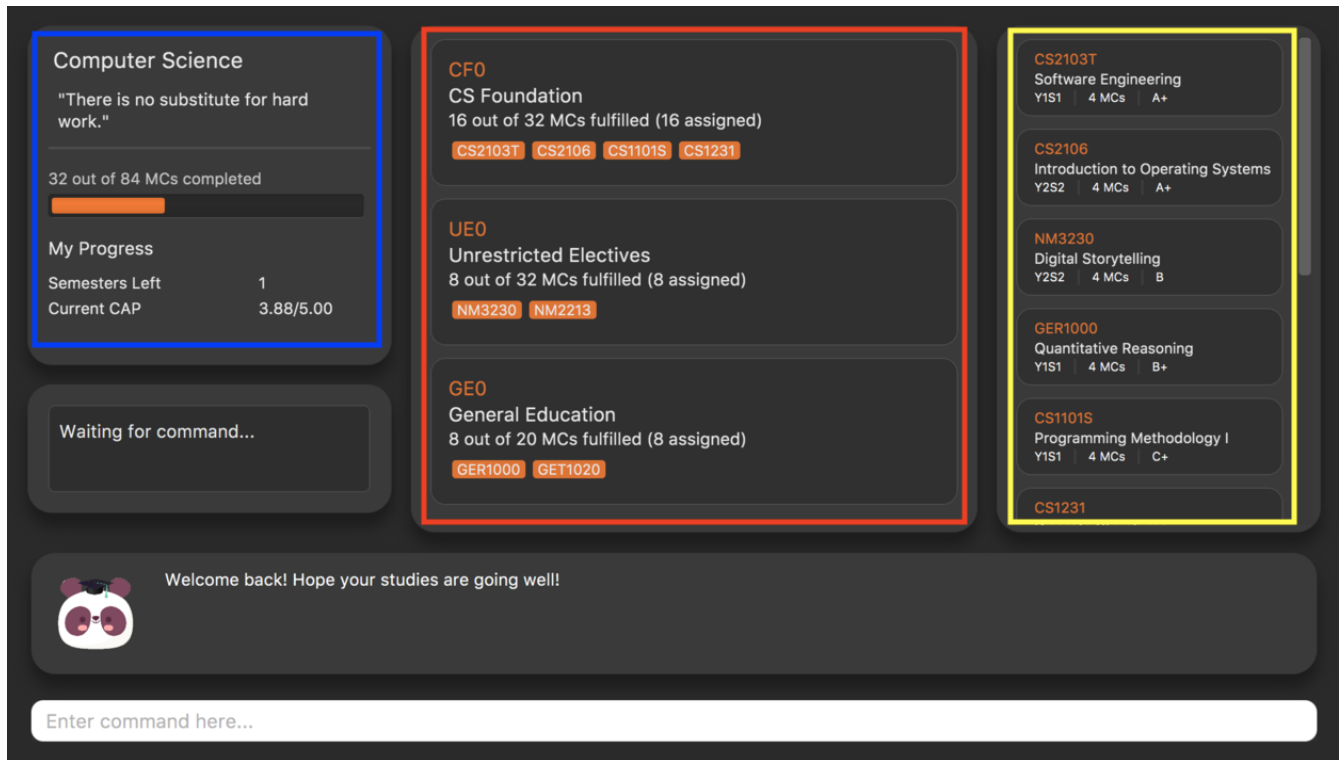 Computer Science
"There is no substitute for hard
work."
32 out of 84 MCs completed
My Progress
Semesters Left 1
Current CAP 3.88/5.00
Waiting for command...
CF0
CS Foundation
16 out of 32 MCs fulfilled (16 assigned)
CS2103T CS2106 CS1101S CS1231
UE0
Unrestricted Electives
8 out of 32 MCs fulfilled (8 assigned)
NM3230 NM2213
GE0
General Education
8 out of 20 MCs fulfilled (8 assigned)
GER1000 GET1020
CS2103T
Software Engineering
Y1S1 4 MCs A+
CS2106
Introduction to Operating Systems
Y2S2 4 MCs A+
NM3230
Digital Storytelling
Y2S2 4 MCs B
GER1000
Quantitative Reasoning
Y1S1 4 MCs B+
CS1101S
Programming Methodology I
Y1S1 4 MCs C+
CS1231
Welcome back! Hope your studies are going well!
Enter command here...